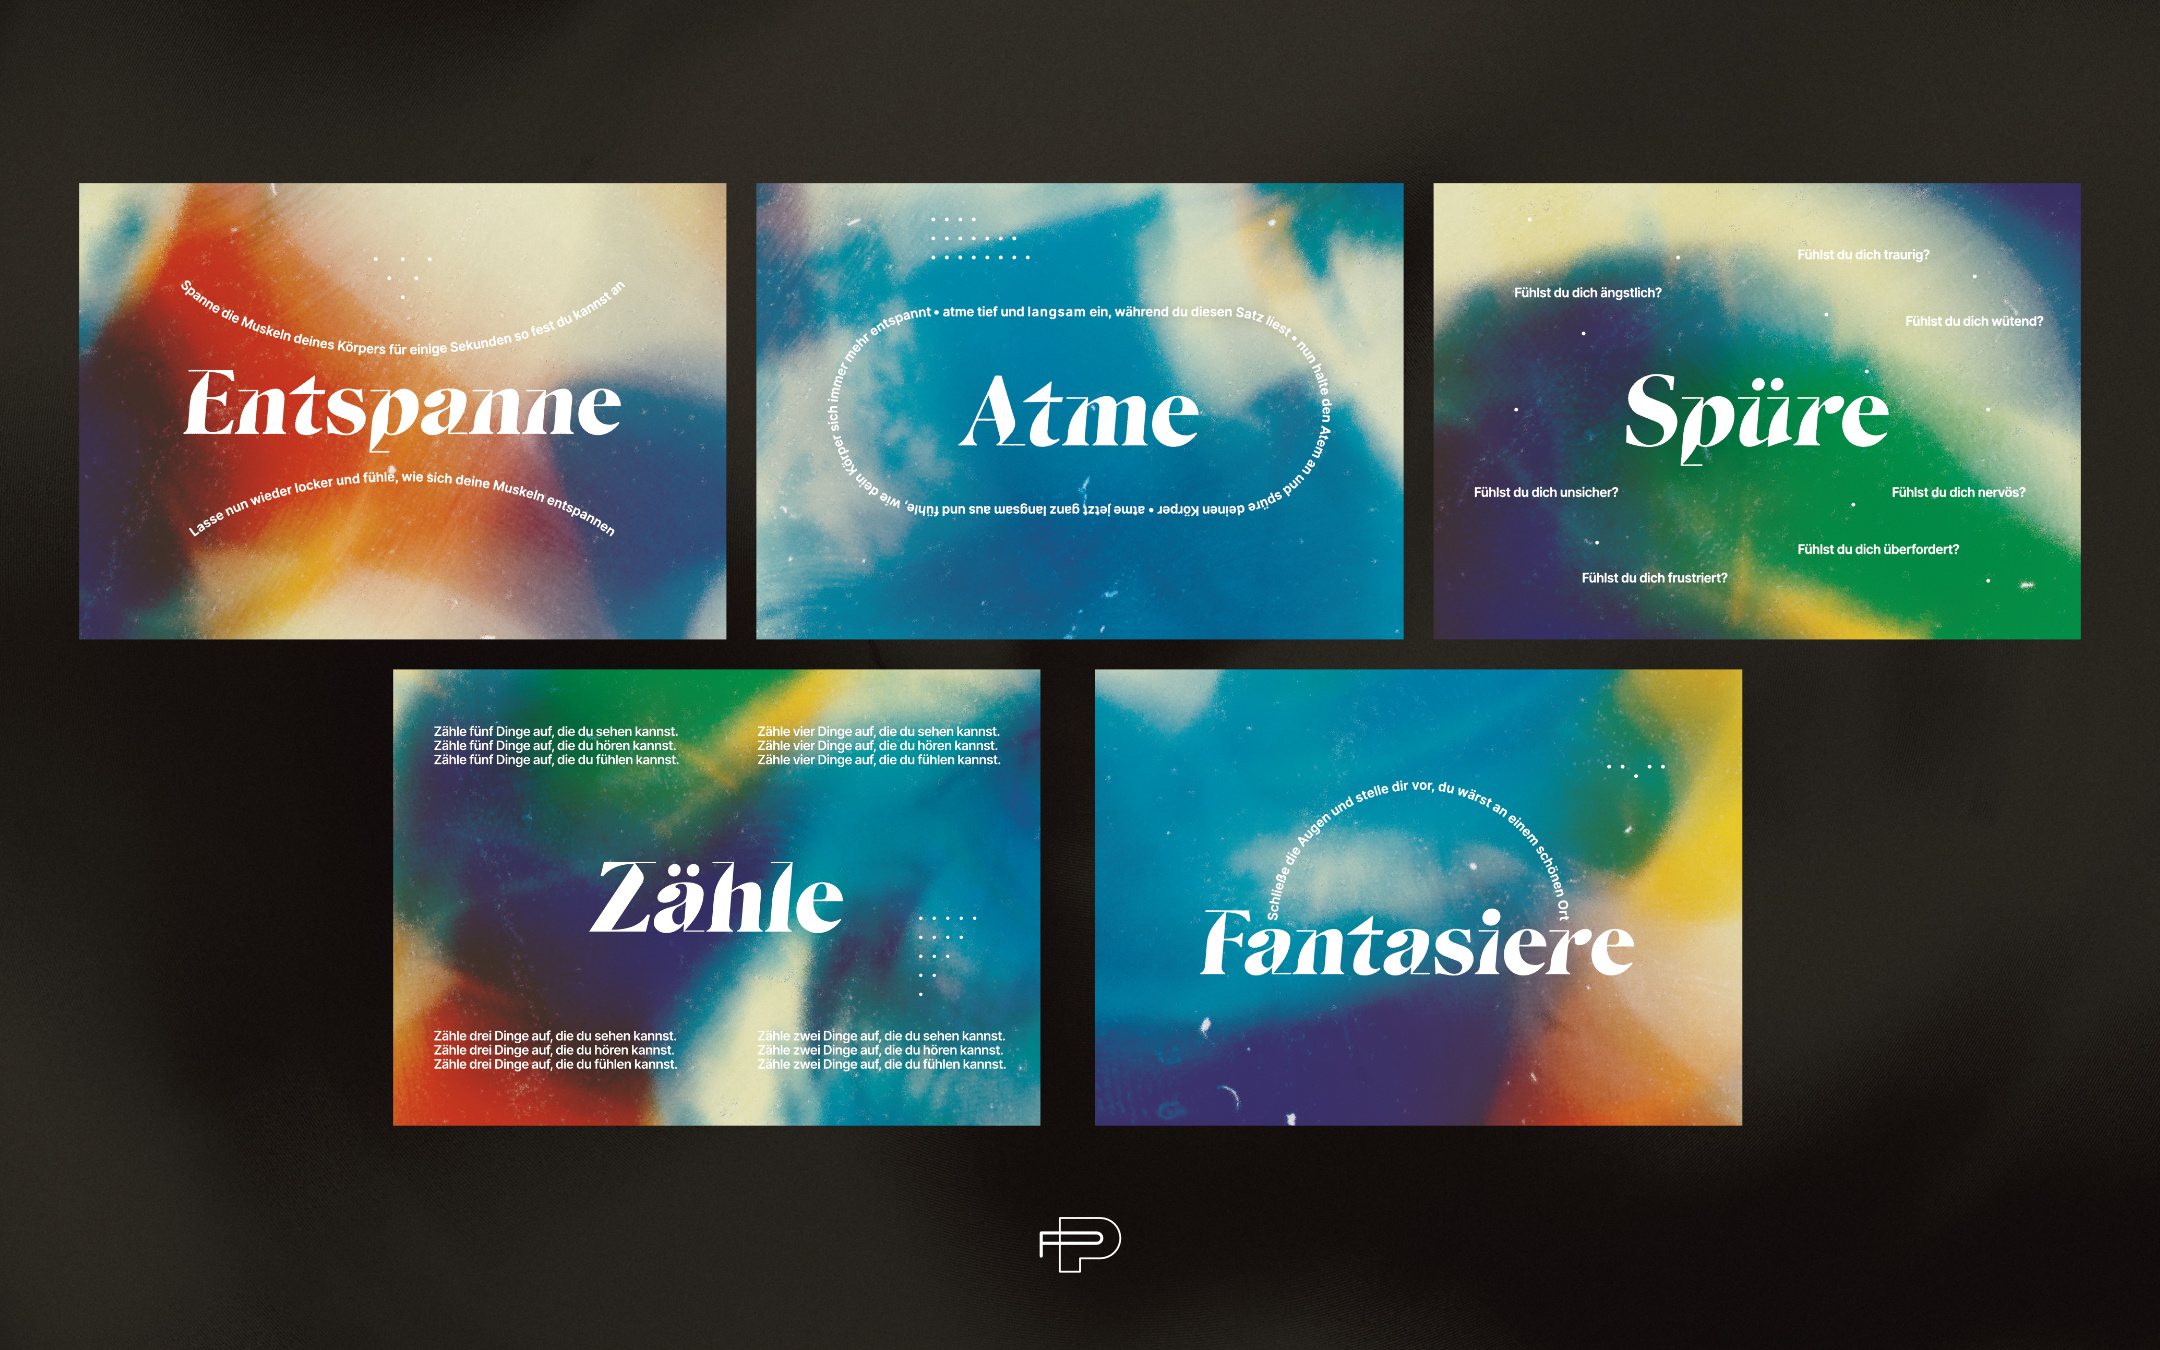 Spanne die Muskeln deines Körpers für einige Sekunden so fest du kannst an
Entspanne
Lasse nun wieder locker und fühle, wie sich deine Muskeln entspannen
• atme tief und langsam ein, während du diesen Satz liest • nun halte den Atem an und spüre deinen Körper • atme jetzt ganz langsam aus und fühle, wie dein Körper sich immer mehr entspannt
Atme
Fühlst du dich traurig?
Fühlst du dich ängstlich?
Fühlst du dich wütend?
Spüre
Fühlst du dich unsicher?
Fühlst du dich nervös?
Fühlst du dich überfordert?
Fühlst du dich frustriert?
Zähle fünf Dinge auf, die du sehen kannst.
Zähle fünf Dinge auf, die du hören kannst.
Zähle fünf Dinge auf, die du fühlen kannst.
Zähle vier Dinge auf, die du sehen kannst.
Zähle vier Dinge auf, die du hören kannst.
Zähle vier Dinge auf, die du fühlen kannst.
Zähle
Zähle drei Dinge auf, die du sehen kannst.
Zähle drei Dinge auf, die du hören kannst.
Zähle drei Dinge auf, die du fühlen kannst.
Zähle zwei Dinge auf, die du sehen kannst.
Zähle zwei Dinge auf, die du hören kannst.
Zähle zwei Dinge auf, die du fühlen kannst.
Schließe die Augen und stelle dir vor, du wärst an einem schönen Ort
Fantasiere